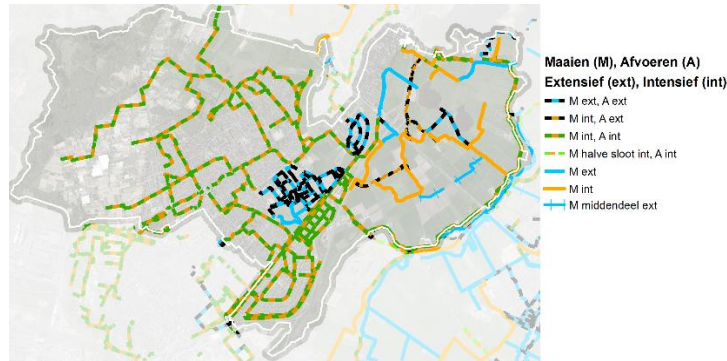 Maaien (M), Afvoeren (A)
Extensief (ext), Intensief (int)
M ext, A ext
M int, A ext
M int, A int
M halve sloot int, A int
M ext
M int
M middendeel ext